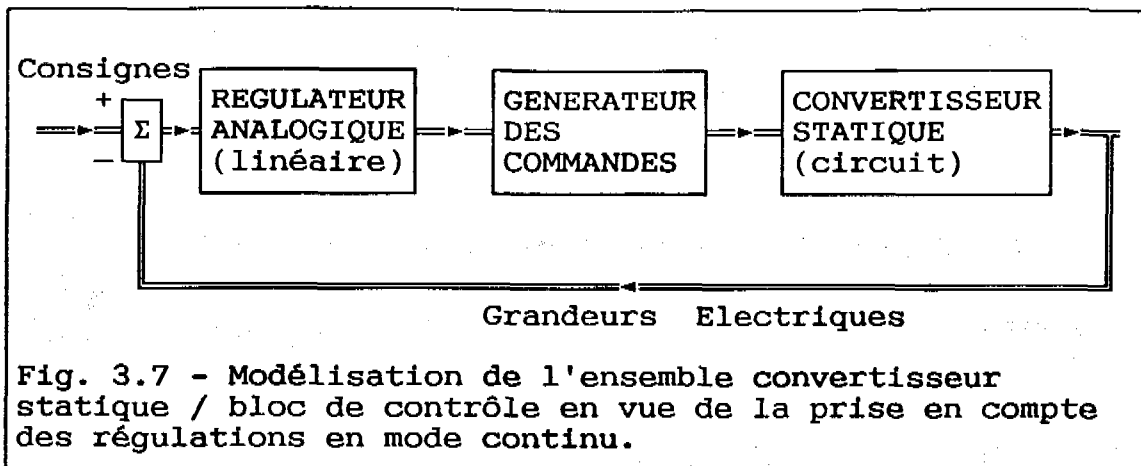 Consignes
+
Σ
−
REGULATEUR
ANALOGIQUE
(linéaire)
GENERATEUR
DES
COMMANDES
CONVERTISSEUR
STATIQUE
(circuit)
Grandeurs Electriques
Fig. 3.7 - Modélisation de l'ensemble convertisseur
statique / bloc de contrôle en vue de la prise en compte
des régulations en mode continu.